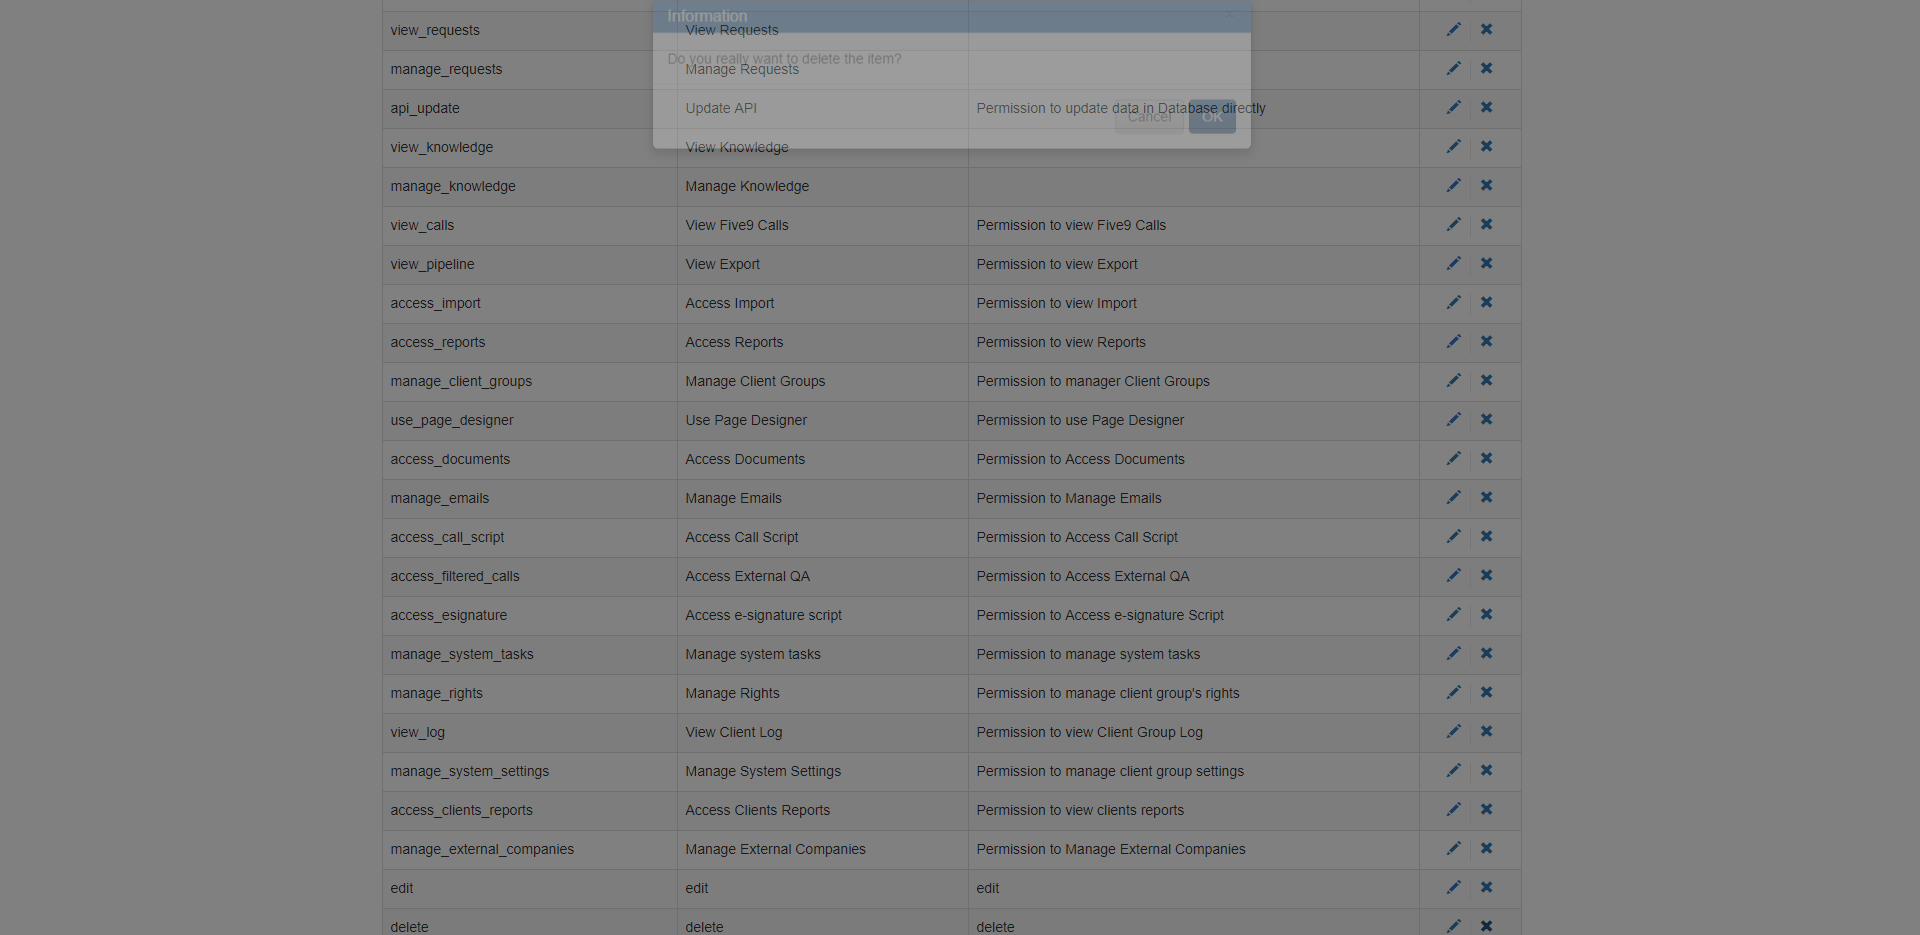 Information
Do you really want to delete the item?
Cancel OK
view_requests View Requests
manage_requests Manage Requests
api_update Update API Permission to update data in Database directly
view_knowledge View Knowledge
manage_knowledge Manage Knowledge
view_calls View Five9 Calls Permission to view Five9 Calls
view_pipeline View Export Permission to view Export
access_import Access Import Permission to view Import
access_reports Access Reports Permission to view Reports
manage_client_groups Manage Client Groups Permission to manager Client Groups
use_page_designer Use Page Designer Permission to use Page Designer
access_documents Access Documents Permission to Access Documents
manage_emails Manage Emails Permission to Manage Emails
access_call_script Access Call Script Permission to Access Call Script
access_filtered_calls Access External QA Permission to Access External QA
access_esignature Access e-signature script Permission to Access e-signature Script
manage_system_tasks Manage system tasks Permission to manage system tasks
manage_rights Manage Rights Permission to manage client group's rights
view_log View Client Log Permission to view Client Group Log
manage_system_settings Manage System Settings Permission to manage client group settings
access_clients_reports Access Clients Reports Permission to view clients reports
manage_external_companies Manage External Companies Permission to Manage External Companies
edit edit edit
delete delete delete